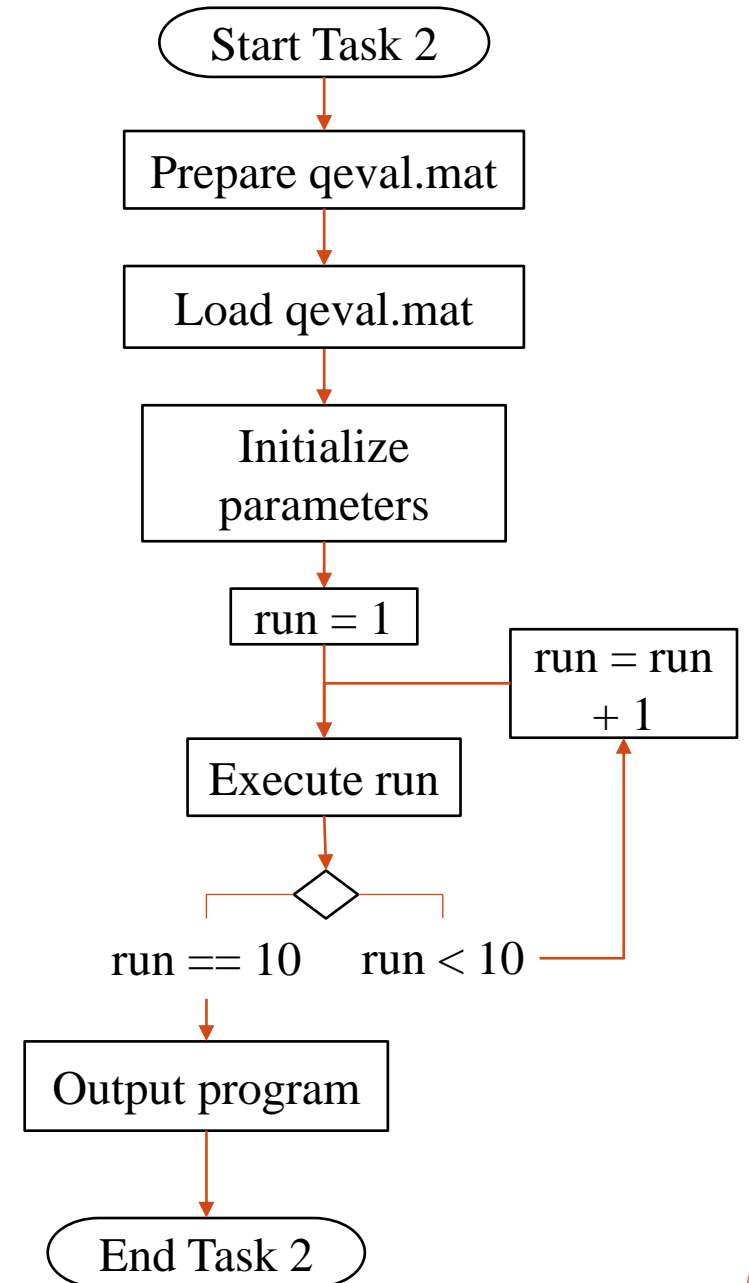 Start Task 2
Prepare qeval.mat
Load qeval.mat
Initialize
parameters
run = 1
run = run
+ 1
Execute run
run == 10
run < 10
Output program
End Task 2